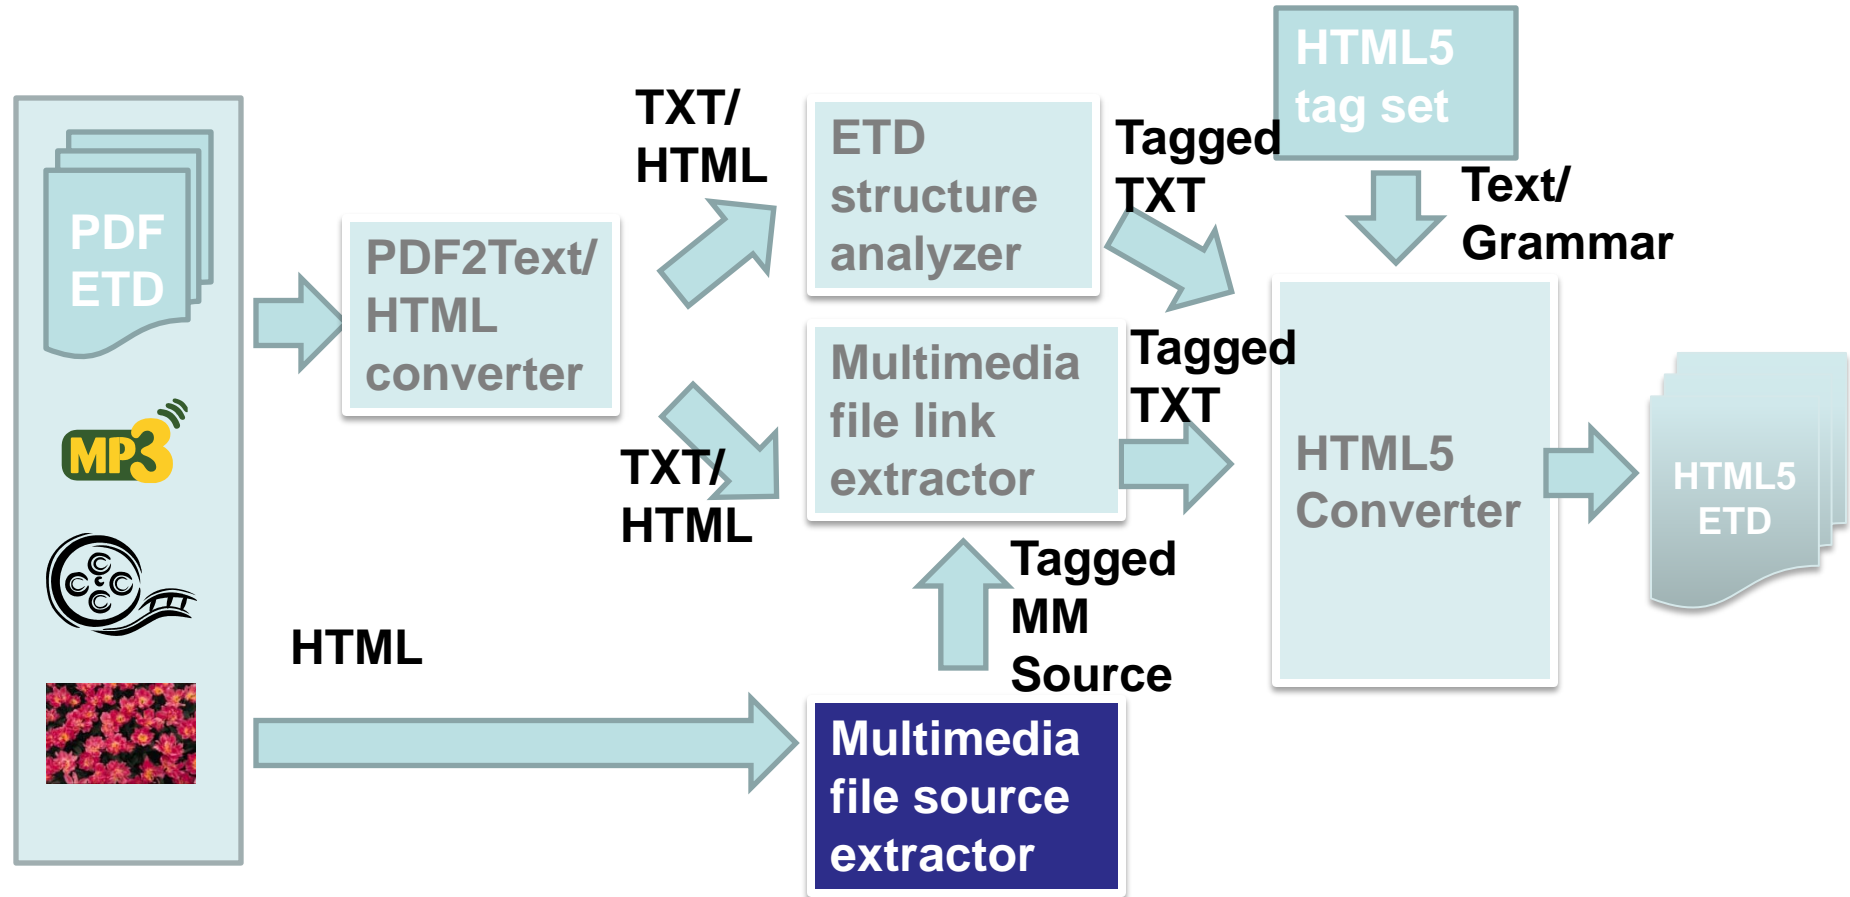 PDF
ETD
MP3
HTML
PDF2Text/
HTML
converter
TXT/
HTML
TXT/
HTML
ETD
structure
analyzer
Multimedia
file link
extractor
Tagged
MM
Source
Multimedia
file source
extractor
Tagged
TXT
Tagged
TXT
HTML5
tag set
Text/
Grammar
HTML5
Converter
HTML5
ETD